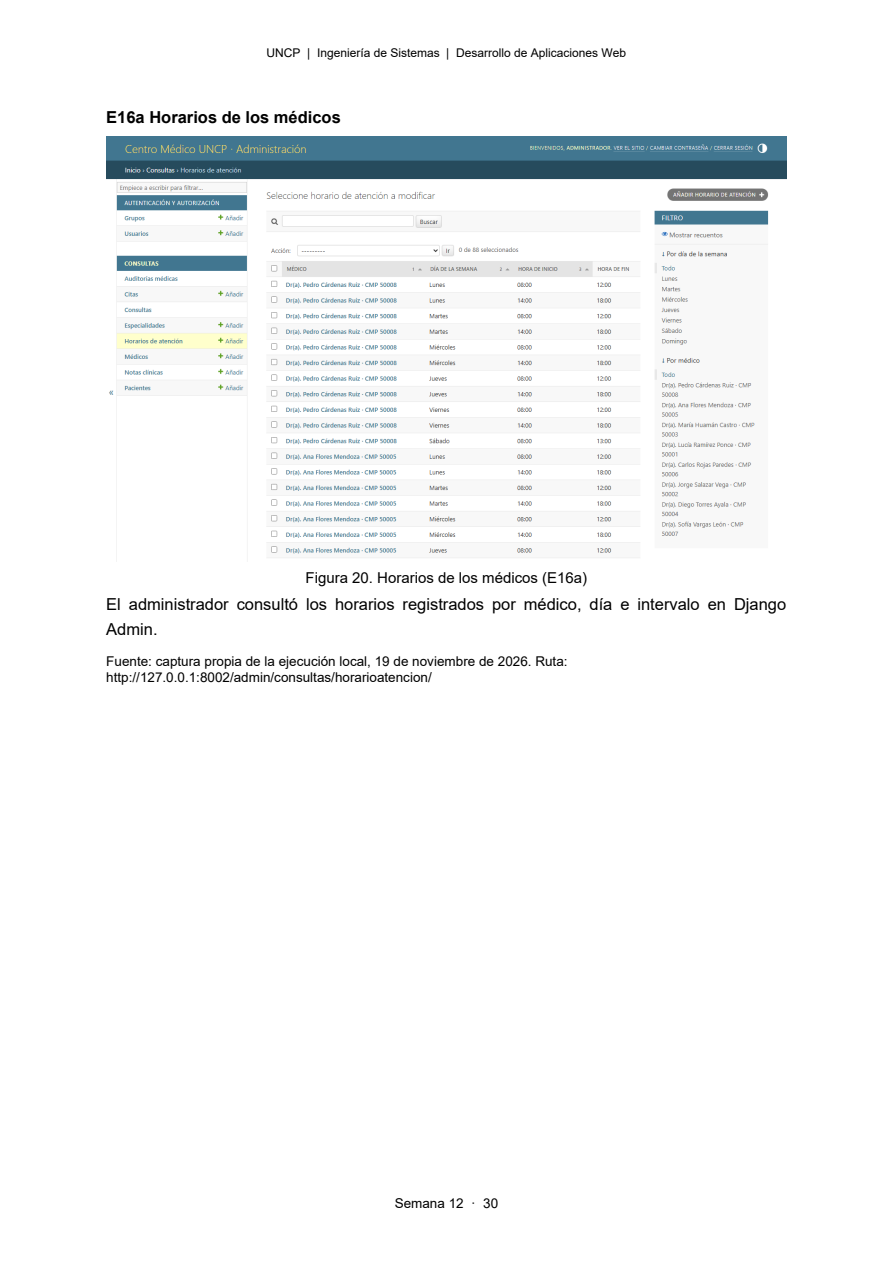 UNCP | Ingeniería de Sistemas | Desarrollo de Aplicaciones Web
E16a Horarios de los médicos
Centro Médico UNCP · Administración
BIENVENIDOS, ADMINISTRADOR. VER EL SITIO / CAMBIAR CONTRASEÑA / CERRAR SESIÓN
Inicio › Consultas › Horarios de atención
Empiece a escribir para filtrar...
AUTENTICACIÓN Y AUTORIZACIÓN
Grupos + Añadir
Usuarios + Añadir
CONSULTAS
Auditorías médicas
Citas + Añadir
Consultas
Especialidades + Añadir
Horarios de atención + Añadir
Médicos + Añadir
Notas clínicas + Añadir
Pacientes + Añadir
«
Seleccione horario de atención a modificar
AÑADIR HORARIO DE ATENCIÓN +
Buscar
Acción: --------- Ir 0 de 88 seleccionados
MÉDICO 1 DÍA DE LA SEMANA 2 HORA DE INICIO 3 HORA DE FIN
Dr(a). Pedro Cárdenas Ruiz · CMP 50008 Lunes 08:00 12:00
Dr(a). Pedro Cárdenas Ruiz · CMP 50008 Lunes 14:00 18:00
Dr(a). Pedro Cárdenas Ruiz · CMP 50008 Martes 08:00 12:00
Dr(a). Pedro Cárdenas Ruiz · CMP 50008 Martes 14:00 18:00
Dr(a). Pedro Cárdenas Ruiz · CMP 50008 Miércoles 08:00 12:00
Dr(a). Pedro Cárdenas Ruiz · CMP 50008 Miércoles 14:00 18:00
Dr(a). Pedro Cárdenas Ruiz · CMP 50008 Jueves 08:00 12:00
Dr(a). Pedro Cárdenas Ruiz · CMP 50008 Jueves 14:00 18:00
Dr(a). Pedro Cárdenas Ruiz · CMP 50008 Viernes 08:00 12:00
Dr(a). Pedro Cárdenas Ruiz · CMP 50008 Viernes 14:00 18:00
Dr(a). Pedro Cárdenas Ruiz · CMP 50008 Sábado 08:00 13:00
Dr(a). Ana Flores Mendoza · CMP 50005 Lunes 08:00 12:00
Dr(a). Ana Flores Mendoza · CMP 50005 Lunes 14:00 18:00
Dr(a). Ana Flores Mendoza · CMP 50005 Martes 08:00 12:00
Dr(a). Ana Flores Mendoza · CMP 50005 Martes 14:00 18:00
Dr(a). Ana Flores Mendoza · CMP 50005 Miércoles 08:00 12:00
Dr(a). Ana Flores Mendoza · CMP 50005 Miércoles 14:00 18:00
Dr(a). Ana Flores Mendoza · CMP 50005 Jueves 08:00 12:00
FILTRO
Mostrar recuentos
↓ Por día de la semana
Todo
Lunes
Martes
Miércoles
Jueves
Viernes
Sábado
Domingo
↓ Por médico
Todo
Dr(a). Pedro Cárdenas Ruiz · CMP
50008
Dr(a). Ana Flores Mendoza · CMP
50005
Dr(a). María Huamán Castro · CMP
50003
Dr(a). Lucía Ramírez Ponce · CMP
50001
Dr(a). Carlos Rojas Paredes · CMP
50006
Dr(a). Jorge Salazar Vega · CMP
50002
Dr(a). Diego Torres Ayala · CMP
50004
Dr(a). Sofía Vargas León · CMP
50007
Figura 20. Horarios de los médicos (E16a)
El administrador consultó los horarios registrados por médico, día e intervalo en Django
Admin.
Fuente: captura propia de la ejecución local, 19 de noviembre de 2026. Ruta:
http://127.0.0.1:8002/admin/consultas/horarioatencion/
Semana 12 · 30